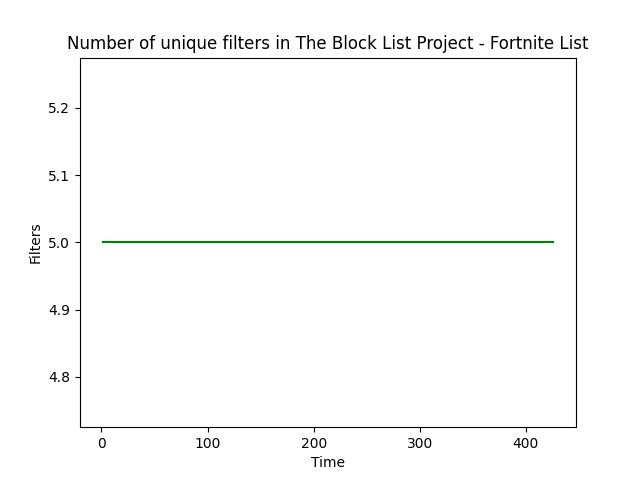 Number of unique filters in The Block List Project - Fortnite List
5.2
5.1
5.0
4.9
4.8
Filters
0 100 200 300 400
Time